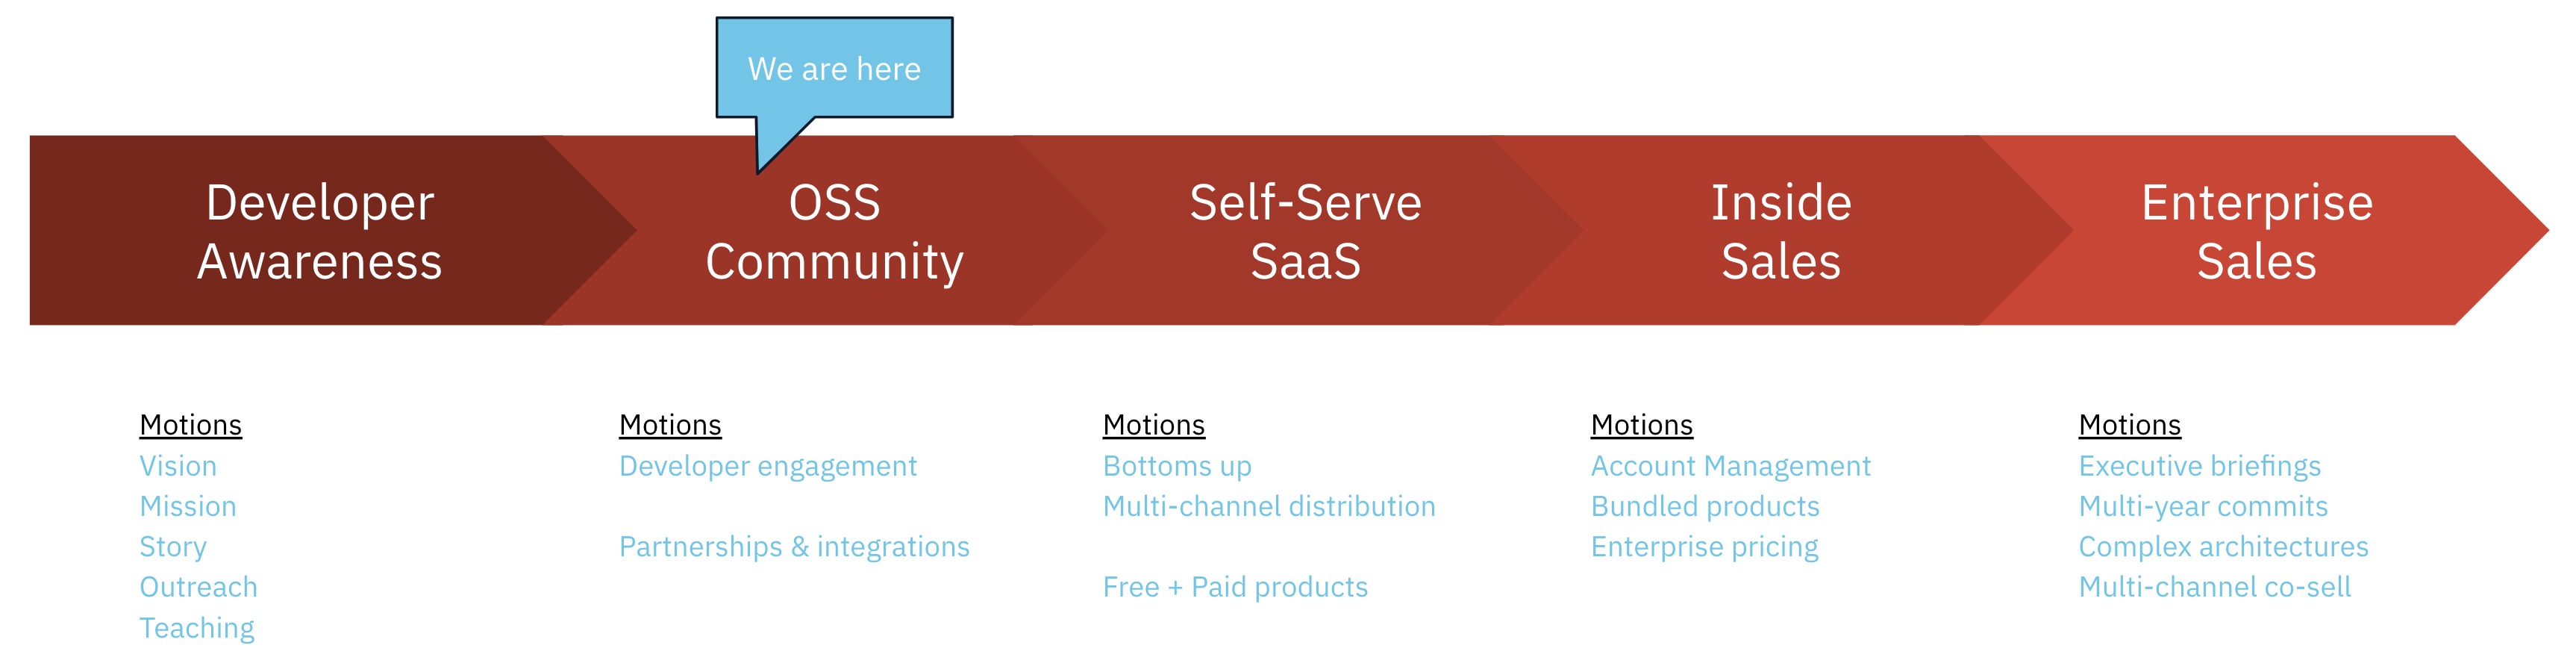 We are here
Developer
Awareness
OSS
Community
Self-Serve
SaaS
Inside
Sales
Enterprise
Sales
Motions
Vision
Mission
Story
Outreach
Teaching
Motions
Developer engagement
Partnerships & integrations
Motions
Bottoms up
Multi-channel distribution
Free + Paid products
Motions
Account Management
Bundled products
Enterprise pricing
Motions
Executive briefings
Multi-year commits
Complex architectures
Multi-channel co-sell